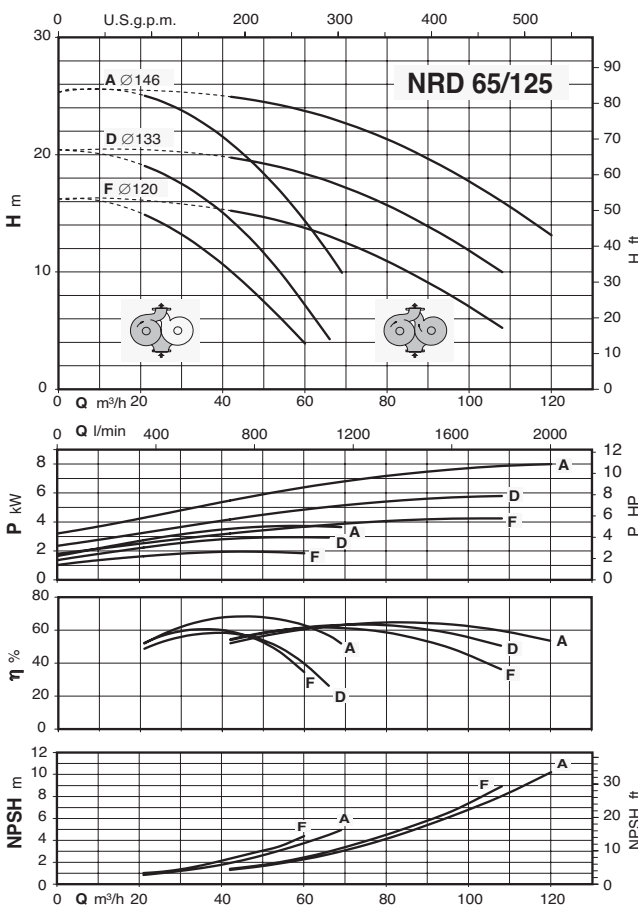 0 U.S.g.p.m. 200 300 400 500
30
20
10
0
H m
90
80
70
60
50
40
30
20
10
0
H ft
NRD 65/125
A ∅146
D ∅133
F ∅120
0 Q m³/h 20 40 60 80 100 120
0 Q l/min 400 800 1200 1600 2000
8
6
4
2
0
P kW
12
10
8
6
4
2
0
P HP
A
D
F
A
D
F
80
60
40
20
0
η %
A
D
F
A
D
F
12
10
8
6
4
2
0
NPSH m
30
20
10
0
NPSH ft
F
A
F
A
0 Q m³/h 20 40 60 80 100 120